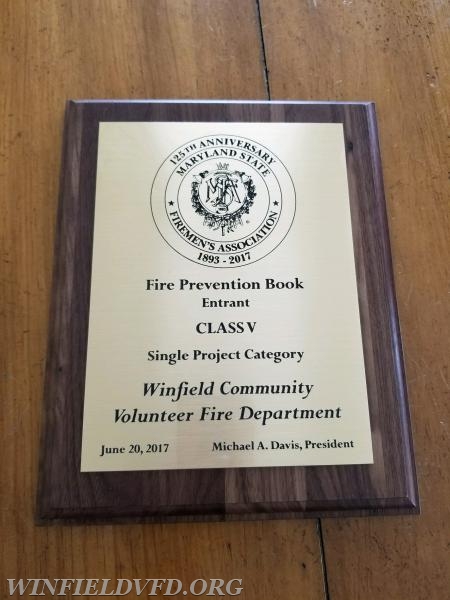 125TH ANNIVERSARY
MARYLAND STATE
FIREMEN'S ASSOCIATION
1893 - 2017
Fire Prevention Book
Entrant
CLASS V
Single Project Category
Winfield Community
Volunteer Fire Department
June 20, 2017 Michael A. Davis, President
WINFIELDVFD.ORG